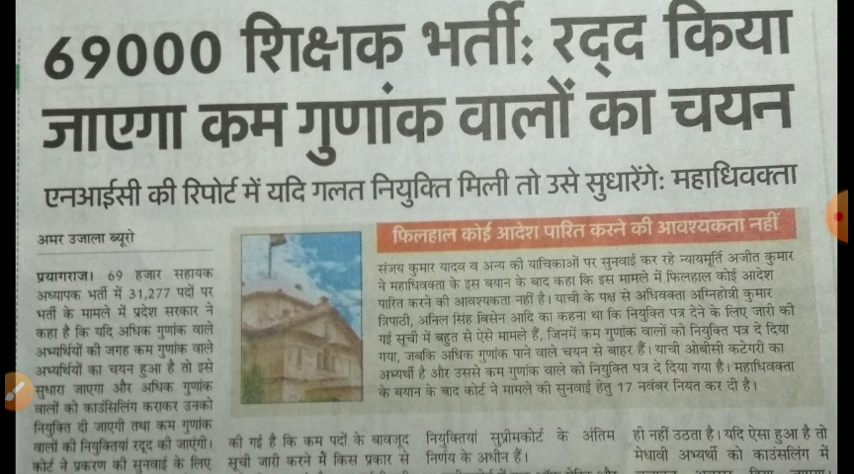 69000 शिक्षक भर्ती: रद्द किया
जाएगा कम गुणांक वालों का चयन
एनआईसी की रिपोर्ट में यदि गलत नियुक्ति मिली तो उसे सुधारेंगे: महाधिवक्ता
अमर उजाला ब्यूरो
प्रयागराज। 69 हजार सहायक
अध्यापक भर्ती में 31,277 पदों पर
भर्ती के मामले में प्रदेश सरकार ने
कहा है कि यदि अधिक गुणांक वाले
अभ्यर्थियों की जगह कम गुणांक वाले
अभ्यर्थियों का चयन हुआ है तो इसे
सुधारा जाएगा और अधिक गुणांक
वालों को काउंसिलिंग कराकर उनको
नियुक्ति दी जाएगी तथा कम गुणांक
वालों की नियुक्तियां रद्द की जाएंगी।
कोर्ट ने प्रकरण की सुनवाई के लिए
फिलहाल कोई आदेश पारित करने की आवश्यकता नहीं
संजय कुमार यादव व अन्य की याचिकाओं पर सुनवाई कर रहे न्यायमूर्ति अजीत कुमार
ने महाधिवक्ता के इस बयान के बाद कहा कि इस मामले में फिलहाल कोई आदेश
पारित करने की आवश्यकता नहीं है। याची के पक्ष से अधिवक्ता अग्निहोत्री कुमार
त्रिपाठी, अनिल सिंह बिसेन आदि का कहना था कि नियुक्ति पत्र देने के लिए जारी की
गई सूची में बहुत से ऐसे मामले हैं, जिनमें कम गुणांक वालों को नियुक्ति पत्र दे दिया
गया, जबकि अधिक गुणांक पाने वाले चयन से बाहर हैं। याची ओबीसी कटेगरी का
अभ्यर्थी है और उससे कम गुणांक वाले को नियुक्ति पत्र दे दिया गया है। महाधिवक्ता
के बयान के बाद कोर्ट ने मामले की सुनवाई हेतु 17 नवंबर नियत कर दी है।
की गई है कि कम पदों के बावजूद
सूची जारी करने में किस प्रकार से
नियुक्तियां सुप्रीमकोर्ट के अंतिम
निर्णय के अधीन हैं।
ही नहीं उठता है। यदि ऐसा हुआ है तो
मेधावी अभ्यर्थी को काउंसलिंग में